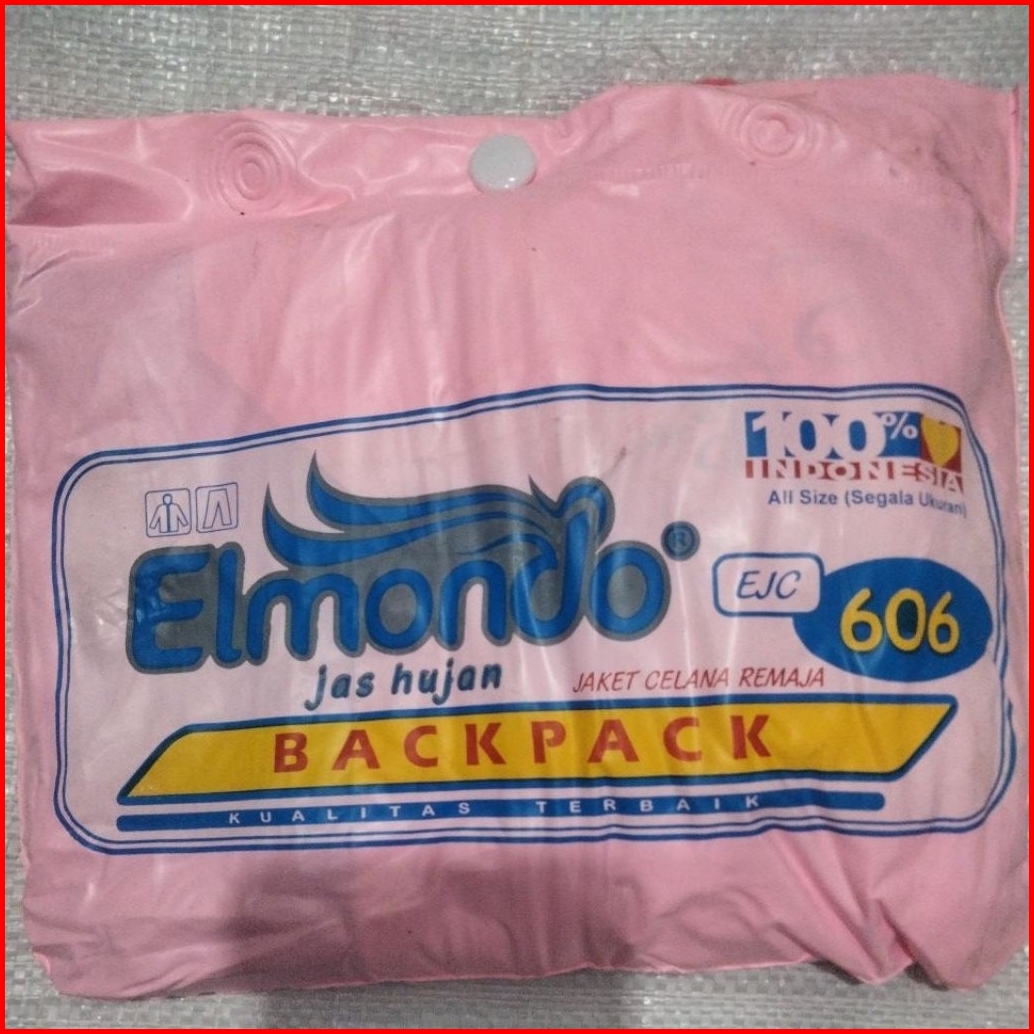 100%
INDONESIA
All Size (Segala Ukuran)
Elmondo®
jas hujan
EJC
606
JAKET CELANA REMAJA
BACKPACK
KUALITAS TERBAIK